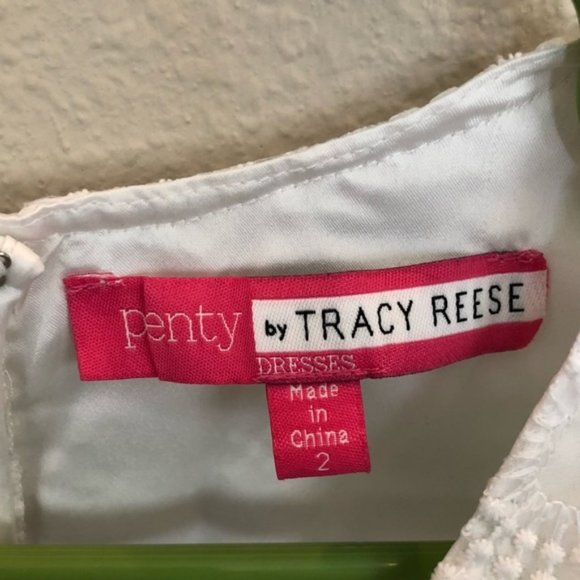 penty by TRACY REESE
DRESSES
Made
in
China
2